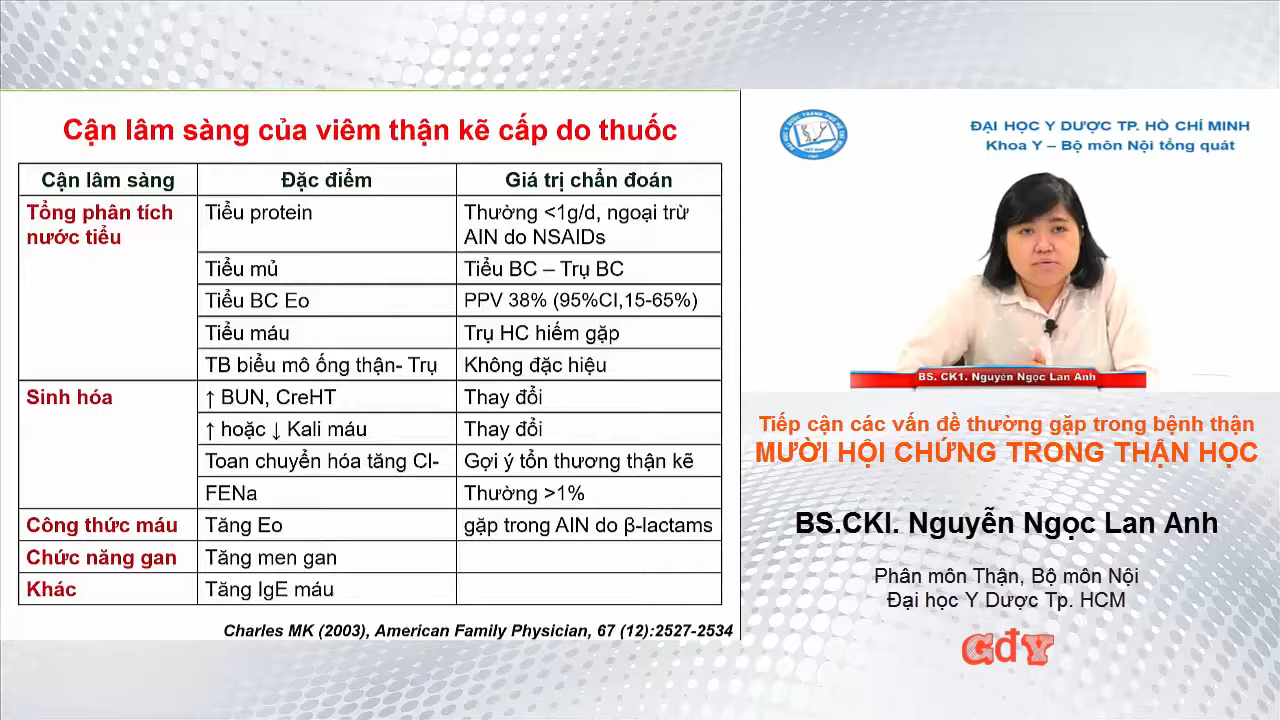 Cận lâm sàng của viêm thận kẽ cấp do thuốc
Cận lâm sàng
Đặc điểm
Giá trị chẩn đoán
Tổng phân tích
nước tiểu
Tiểu protein
Thường <1g/d, ngoại trừ
AIN do NSAIDs
Tiểu mủ
Tiểu BC – Trụ BC
Tiểu BC Eo
PPV 38% (95%CI,15-65%)
Tiểu máu
Trụ HC hiếm gặp
TB biểu mô ống thận- Trụ
Không đặc hiệu
Sinh hóa
↑ BUN, CreHT
Thay đổi
↑ hoặc ↓ Kali máu
Thay đổi
Toan chuyển hóa tăng Cl-
Gợi ý tổn thương thận kẽ
FENa
Thường >1%
Công thức máu
Tăng Eo
gặp trong AIN do β-lactams
Chức năng gan
Tăng men gan
Khác
Tăng IgE máu
Charles MK (2003), American Family Physician, 67 (12):2527-2534
ĐẠI HỌC Y DƯỢC TP. HỒ CHÍ MINH
Khoa Y – Bộ môn Nội tổng quát
BS. CK1. Nguyễn Ngọc Lan Anh
Tiếp cận các vấn đề thường gặp trong bệnh thận
MƯỜI HỘI CHỨNG TRONG THẬN HỌC
BS.CKI. Nguyễn Ngọc Lan Anh
Phân môn Thận, Bộ môn Nội
Đại học Y Dược Tp. HCM
GđY